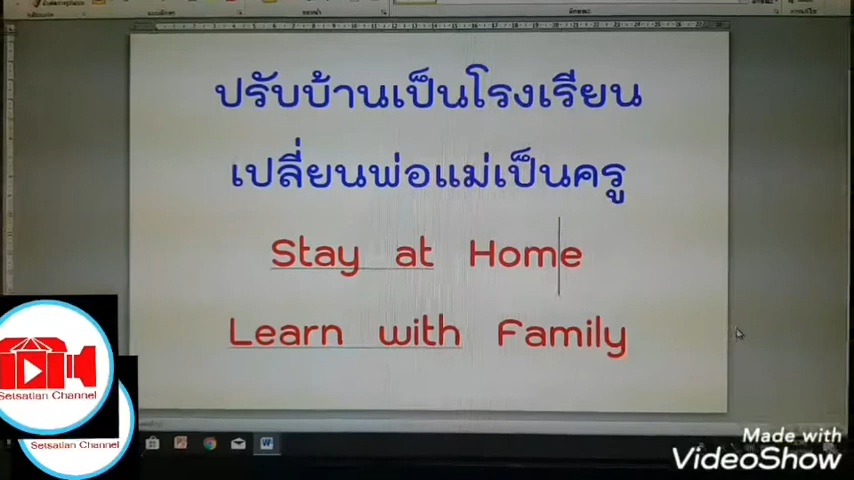 ปรับบ้านเป็นโรงเรียน
เปลี่ยนพ่อแม่เป็นครู
Stay at Home
Learn with Family
Setsatian Channel
Setsatian Channel
Made with
VideoShow